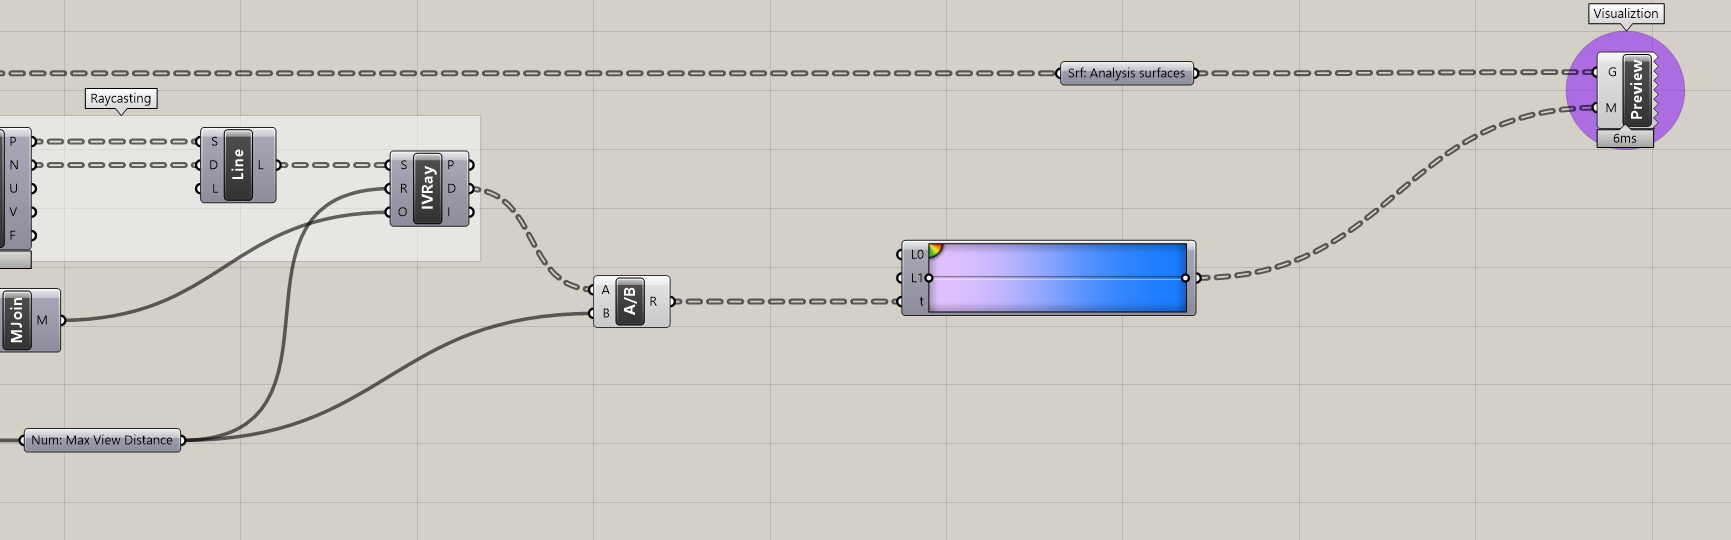 Visualiztion
Srf: Analysis surfaces
G
M
Preview
6ms
Raycasting
P
N
U
V
F
S
D
L
Line
L
S
R
O
IVRay
P
D
I
L0
L1
t
A
B
A/B
R
MJoin
M
Num: Max View Distance